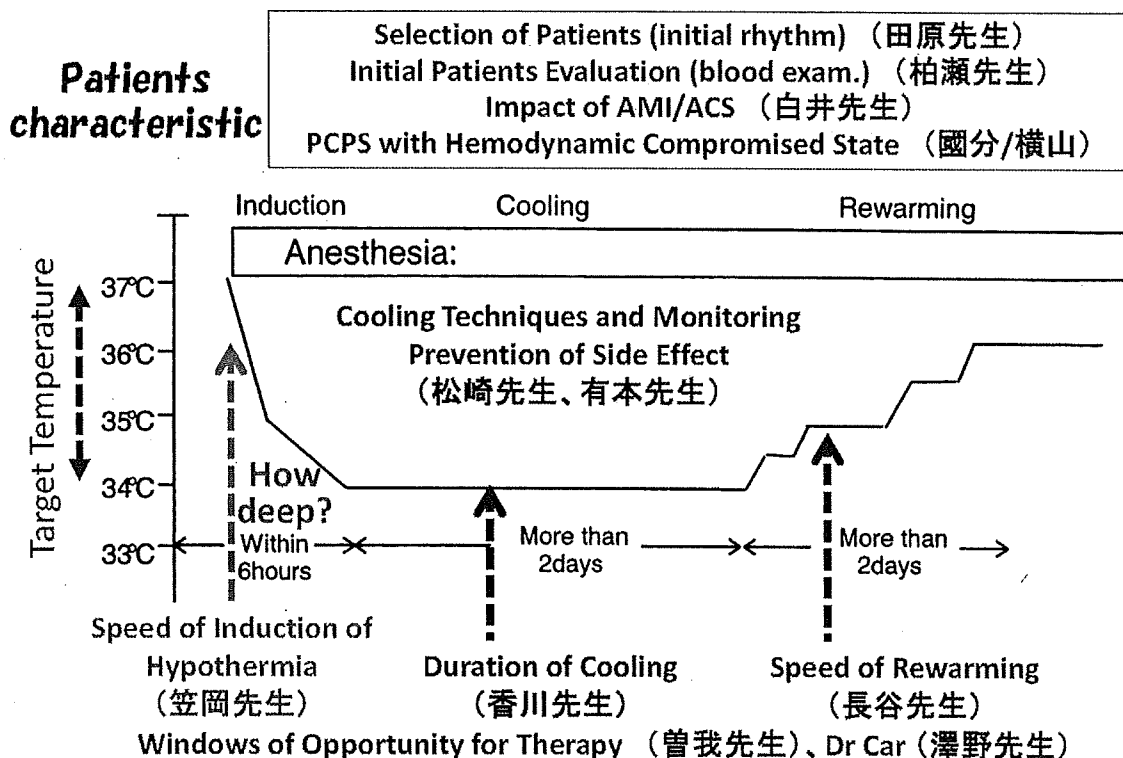 Patients
characteristic
Selection of Patients (initial rhythm) （田原先生）
Initial Patients Evaluation (blood exam.) （柏瀬先生）
Impact of AMI/ACS （白井先生）
PCPS with Hemodynamic Compromised State （國分/横山）
Induction Cooling Rewarming
Anesthesia:
Target Temperature
37°C
36°C
35°C
34°C
33°C
Cooling Techniques and Monitoring
Prevention of Side Effect
（松崎先生、有本先生）
How
deep?
Within
6hours
More than
2days
More than
2days
Speed of Induction of
Hypothermia
（笠岡先生）
Duration of Cooling
（香川先生）
Speed of Rewarming
（長谷先生）
Windows of Opportunity for Therapy （曽我先生）、Dr Car（澤野先生）